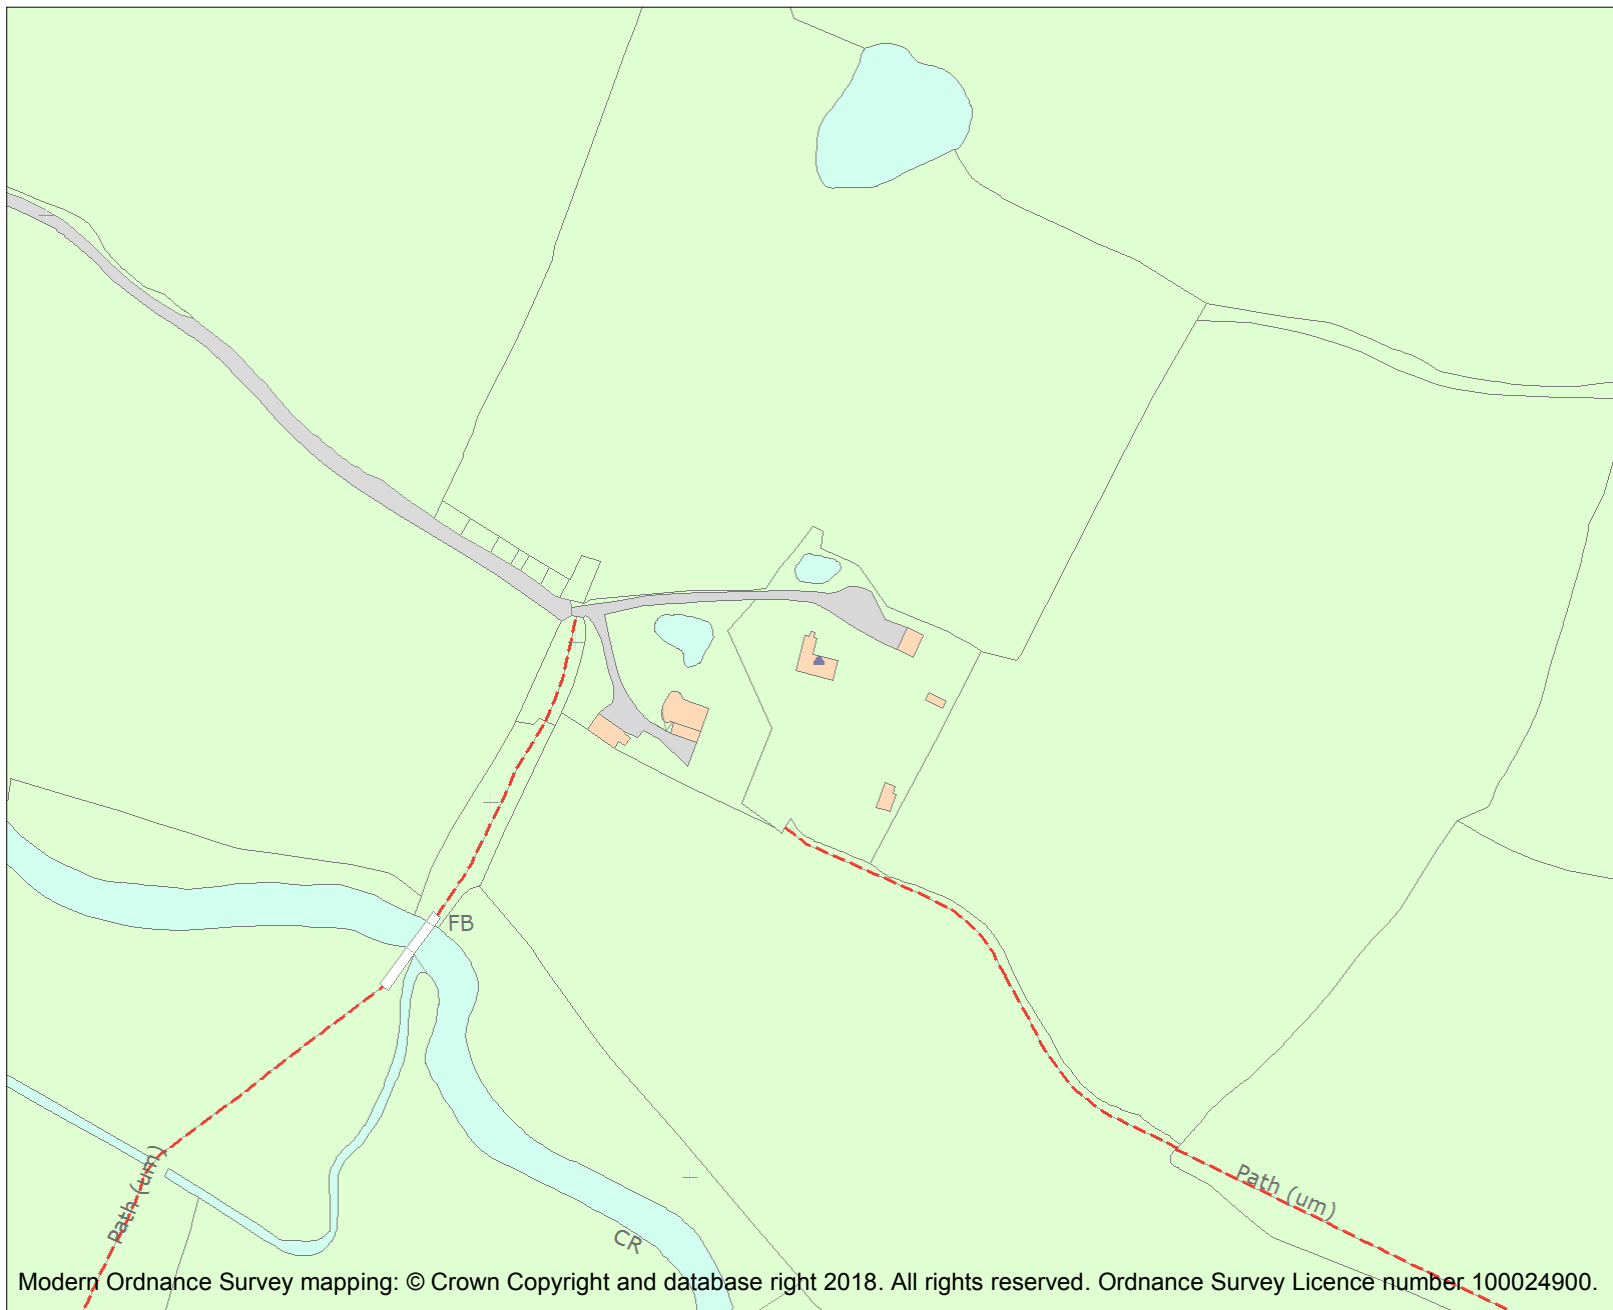 FB
Path (um)
Path (um)
CR
Modern Ordnance Survey mapping: © Crown Copyright and database right 2018. All rights reserved. Ordnance Survey Licence number 100024900.